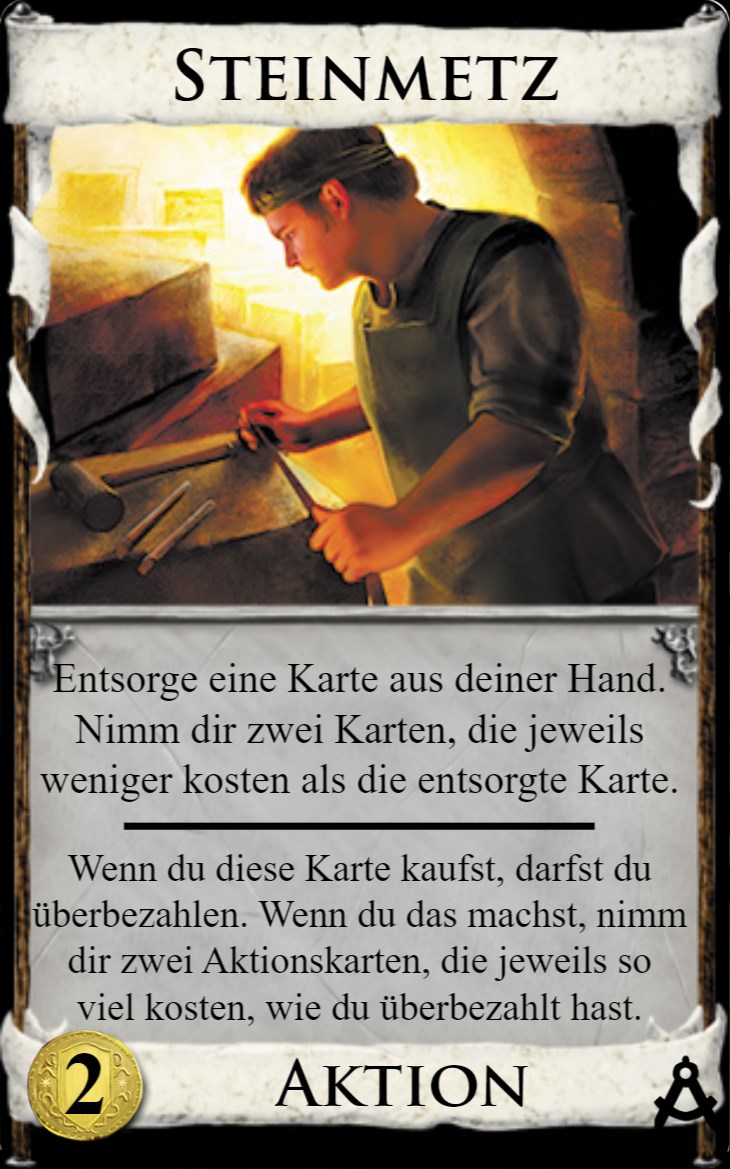 Steinmetz
Entsorge eine Karte aus deiner Hand.
Nimm dir zwei Karten, die jeweils
weniger kosten als die entsorgte Karte.
Wenn du diese Karte kaufst, darfst du
überbezahlen. Wenn du das machst, nimm
dir zwei Aktionskarten, die jeweils so
viel kosten, wie du überbezahlt hast.
2
Aktion